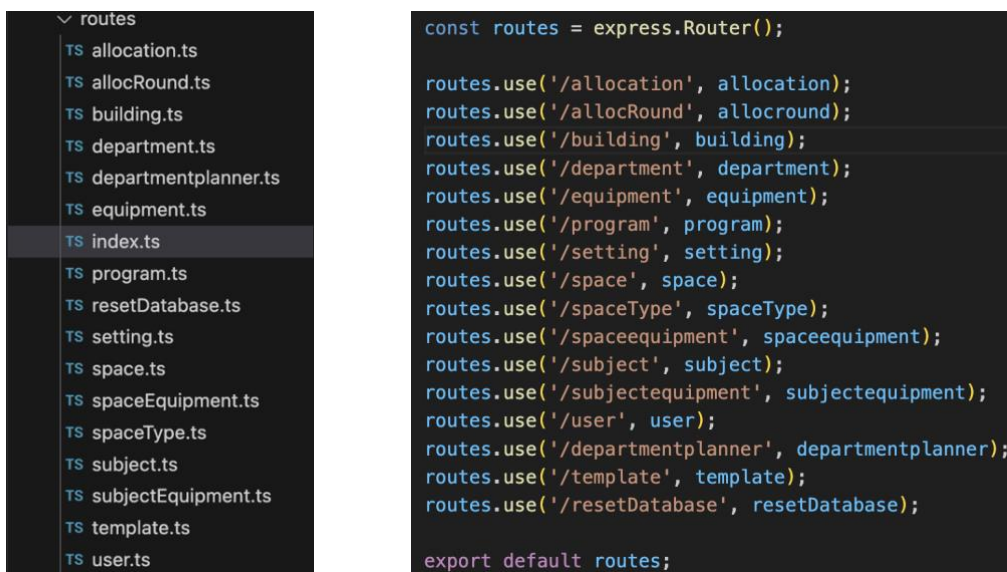 routes
TS allocation.ts
TS allocRound.ts
TS building.ts
TS department.ts
TS departmentplanner.ts
TS equipment.ts
TS index.ts
TS program.ts
TS resetDatabase.ts
TS setting.ts
TS space.ts
TS spaceEquipment.ts
TS spaceType.ts
TS subject.ts
TS subjectEquipment.ts
TS template.ts
TS user.ts
const routes = express.Router();
routes.use('/allocation', allocation);
routes.use('/allocRound', allocround);
routes.use('/building', building);
routes.use('/department', department);
routes.use('/equipment', equipment);
routes.use('/program', program);
routes.use('/setting', setting);
routes.use('/space', space);
routes.use('/spaceType', spaceType);
routes.use('/spaceequipment', spaceequipment);
routes.use('/subject', subject);
routes.use('/subjectequipment', subjectequipment);
routes.use('/user', user);
routes.use('/departmentplanner', departmentplanner);
routes.use('/template', template);
routes.use('/resetDatabase', resetDatabase);
export default routes;